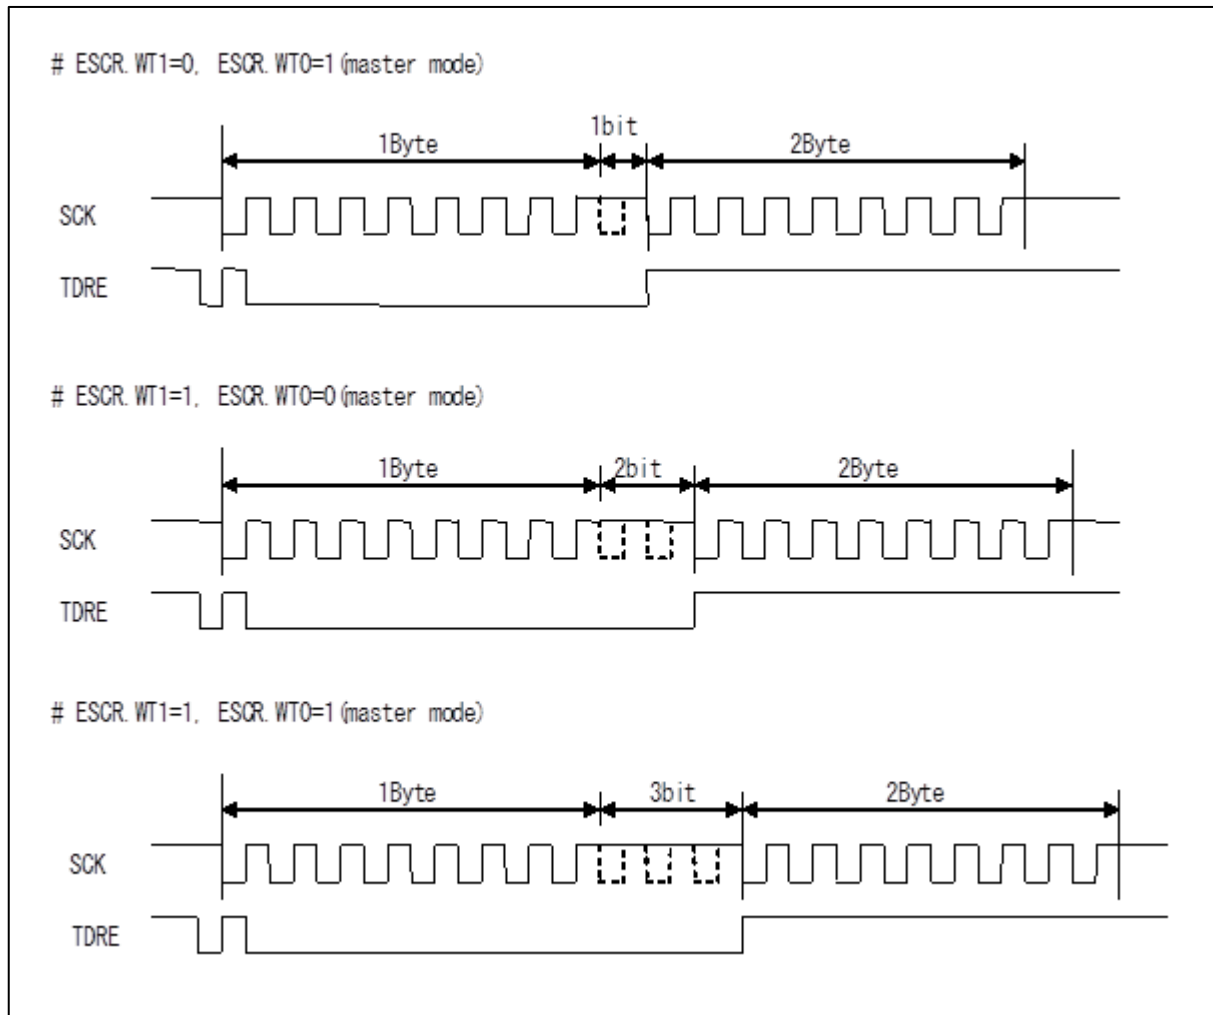 # ESCR.WT1=0, ESCR.WT0=1(master mode)
1Byte 1bit 2Byte
SCK
TDRE
# ESCR.WT1=1, ESCR.WT0=0(master mode)
1Byte 2bit 2Byte
SCK
TDRE
# ESCR.WT1=1, ESCR.WT0=1(master mode)
1Byte 3bit 2Byte
SCK
TDRE